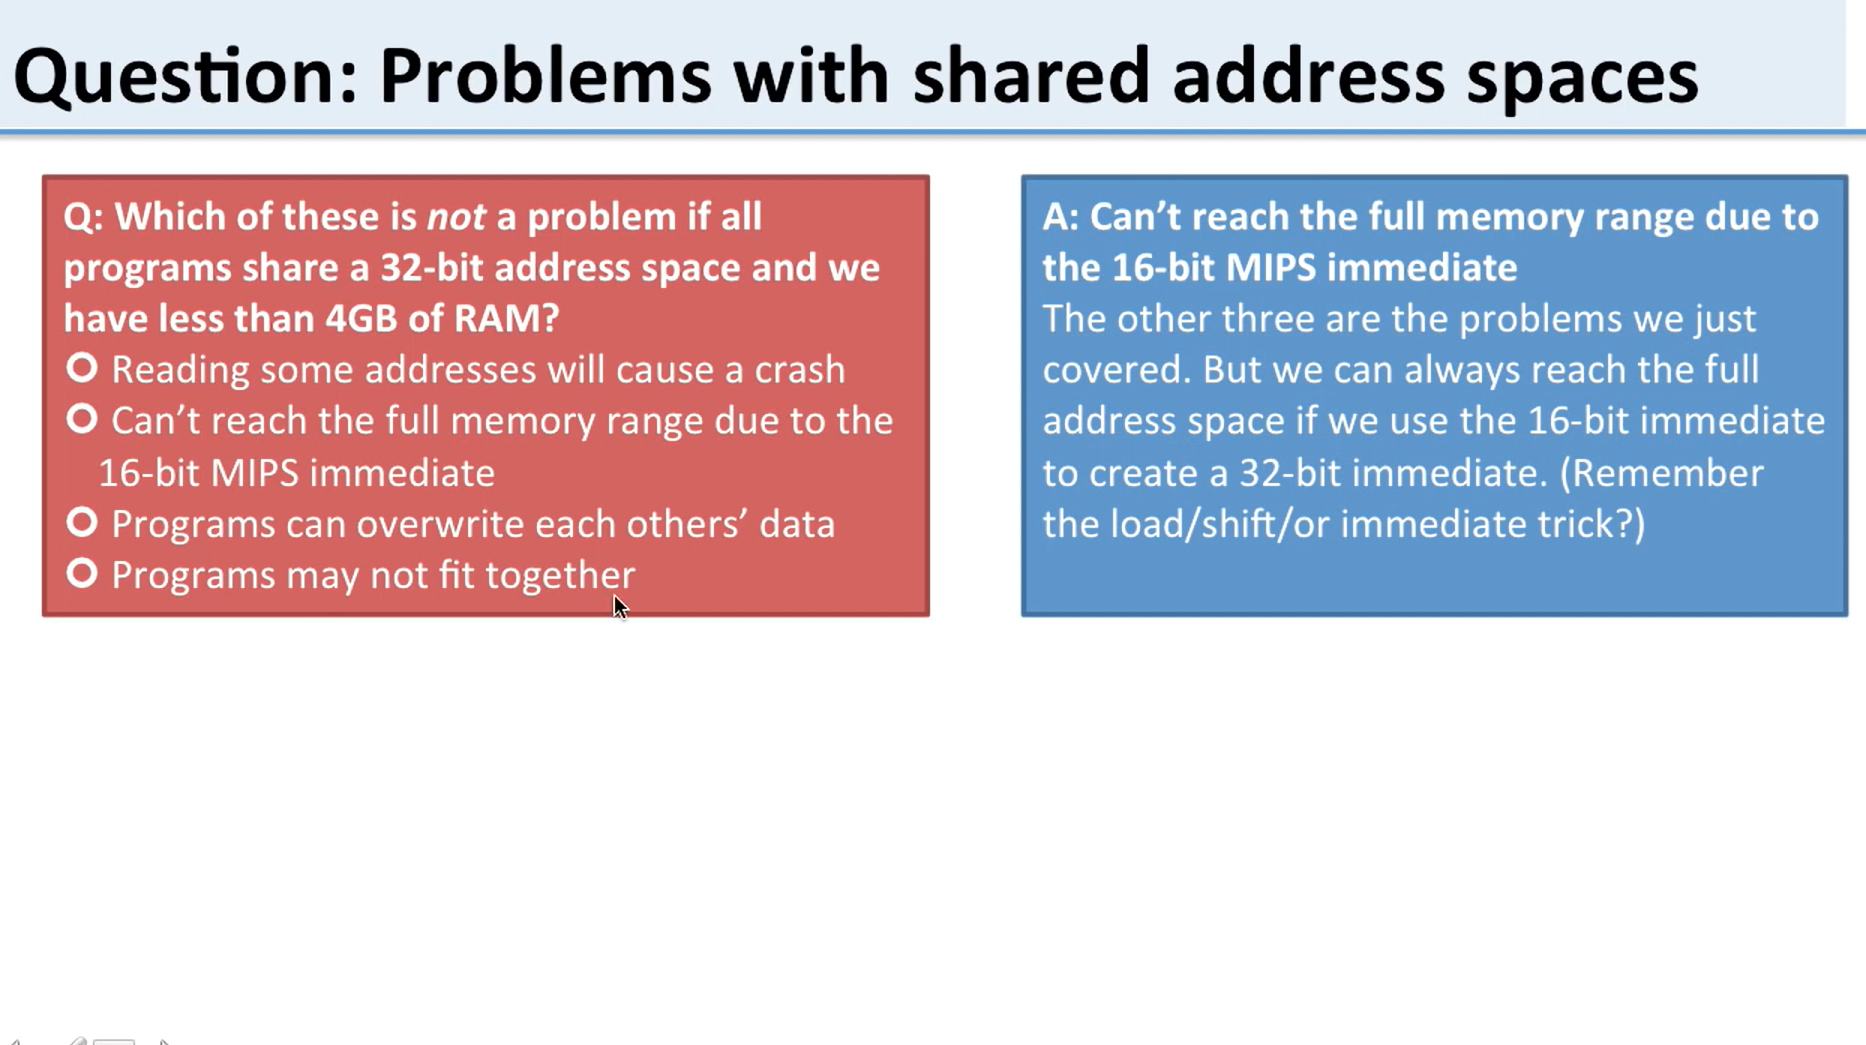 Question: Problems with shared address spaces
Q: Which of these is not a problem if all
programs share a 32-bit address space and we
have less than 4GB of RAM?
Reading some addresses will cause a crash
Can’t reach the full memory range due to the
16-bit MIPS immediate
Programs can overwrite each others’ data
Programs may not fit together
A: Can’t reach the full memory range due to
the 16-bit MIPS immediate
The other three are the problems we just
covered. But we can always reach the full
address space if we use the 16-bit immediate
to create a 32-bit immediate. (Remember
the load/shift/or immediate trick?)